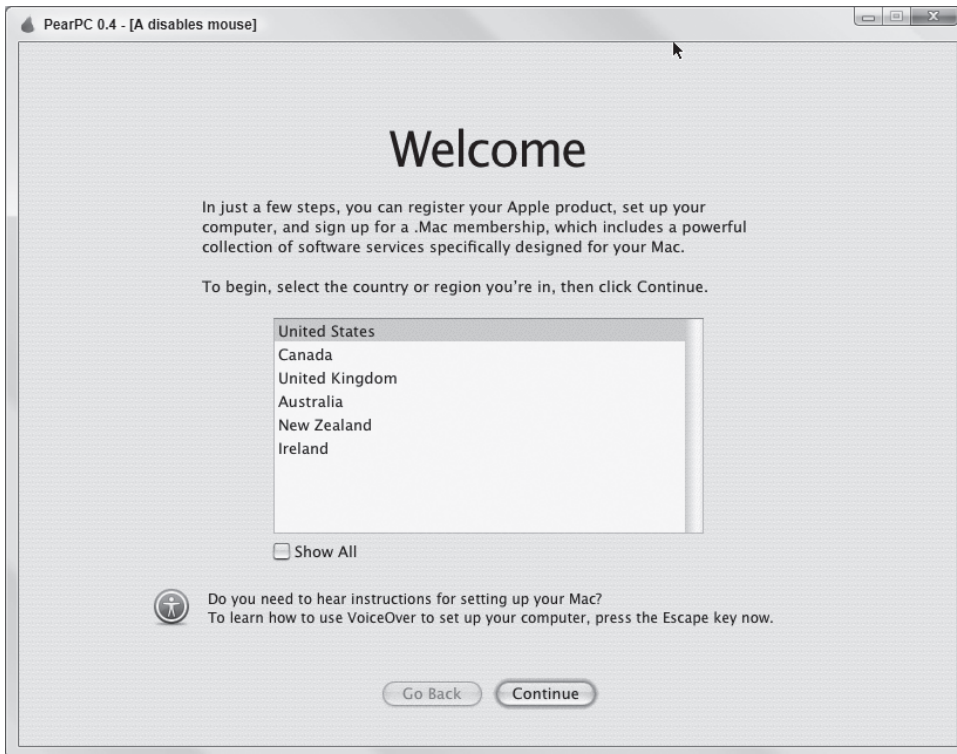 PearPC 0.4 - [A disables mouse]
Welcome
In just a few steps, you can register your Apple product, set up your
computer, and sign up for a .Mac membership, which includes a powerful
collection of software services specifically designed for your Mac.
To begin, select the country or region you're in, then click Continue.
United States
Canada
United Kingdom
Australia
New Zealand
Ireland
Show All
Do you need to hear instructions for setting up your Mac?
To learn how to use VoiceOver to set up your computer, press the Escape key now.
Go Back
Continue